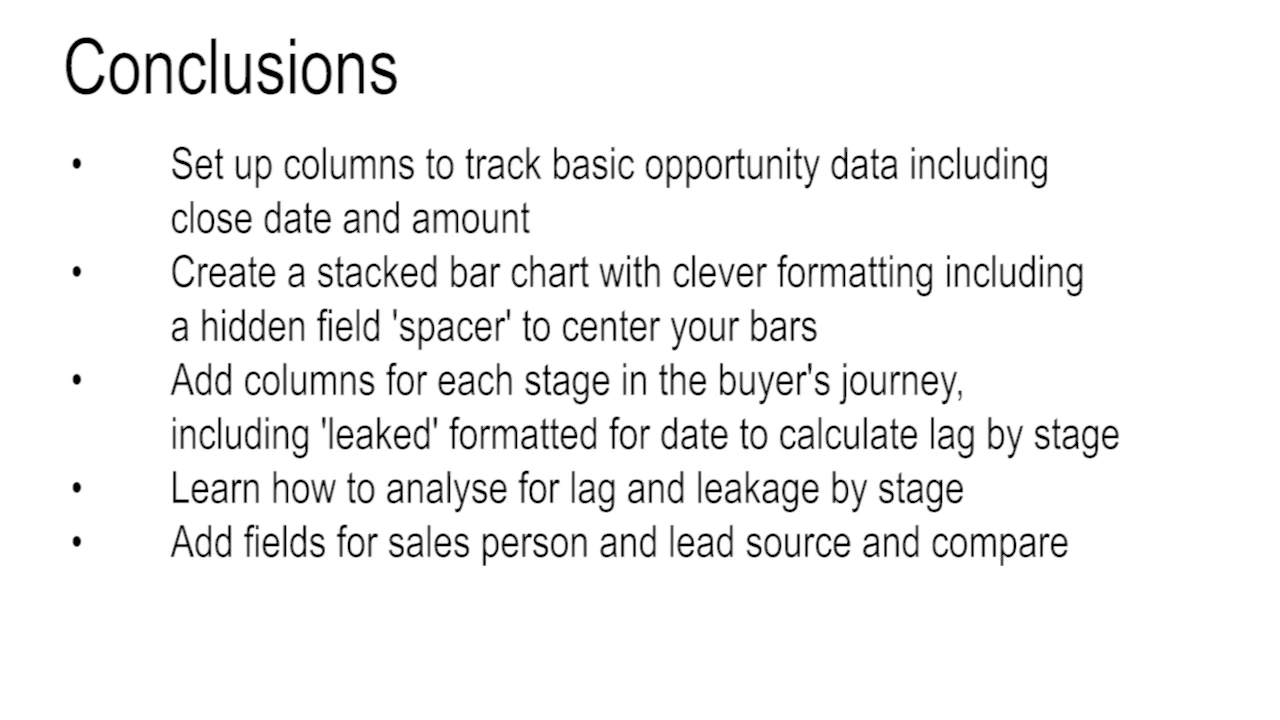 Conclusions
• Set up columns to track basic opportunity data including
close date and amount
• Create a stacked bar chart with clever formatting including
a hidden field 'spacer' to center your bars
• Add columns for each stage in the buyer's journey,
including 'leaked' formatted for date to calculate lag by stage
• Learn how to analyse for lag and leakage by stage
• Add fields for sales person and lead source and compare